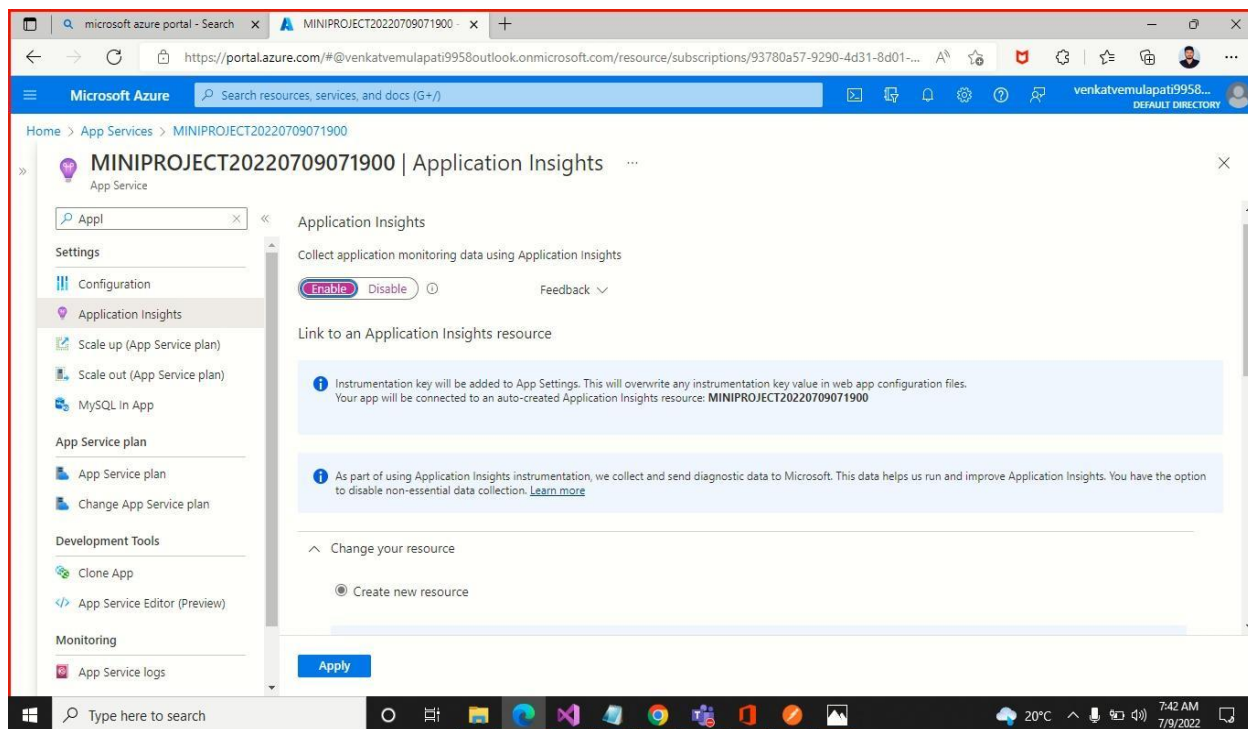 microsoft azure portal - Search
MINIPROJECT20220709071900 -
https://portal.azure.com/#@venkatvemulapati9958outlook.onmicrosoft.com/resource/subscriptions/93780a57-9290-4d31-8d01-...
Microsoft Azure
Search resources, services, and docs (G+/)
venkatvemulapati9958...
DEFAULT DIRECTORY
Home > App Services > MINIPROJECT20220709071900
MINIPROJECT20220709071900 | Application Insights ...
App Service
Appl
Settings
Configuration
Application Insights
Scale up (App Service plan)
Scale out (App Service plan)
MySQL In App
App Service plan
App Service plan
Change App Service plan
Development Tools
Clone App
App Service Editor (Preview)
Monitoring
App Service logs
Application Insights
Collect application monitoring data using Application Insights
Enable Disable Feedback
Link to an Application Insights resource
Instrumentation key will be added to App Settings. This will overwrite any instrumentation key value in web app configuration files.
Your app will be connected to an auto-created Application Insights resource: MINIPROJECT20220709071900
As part of using Application Insights instrumentation, we collect and send diagnostic data to Microsoft. This data helps us run and improve Application Insights. You have the option
to disable non-essential data collection. Learn more
Change your resource
Create new resource
Apply
Type here to search
20°C
7:42 AM
7/9/2022